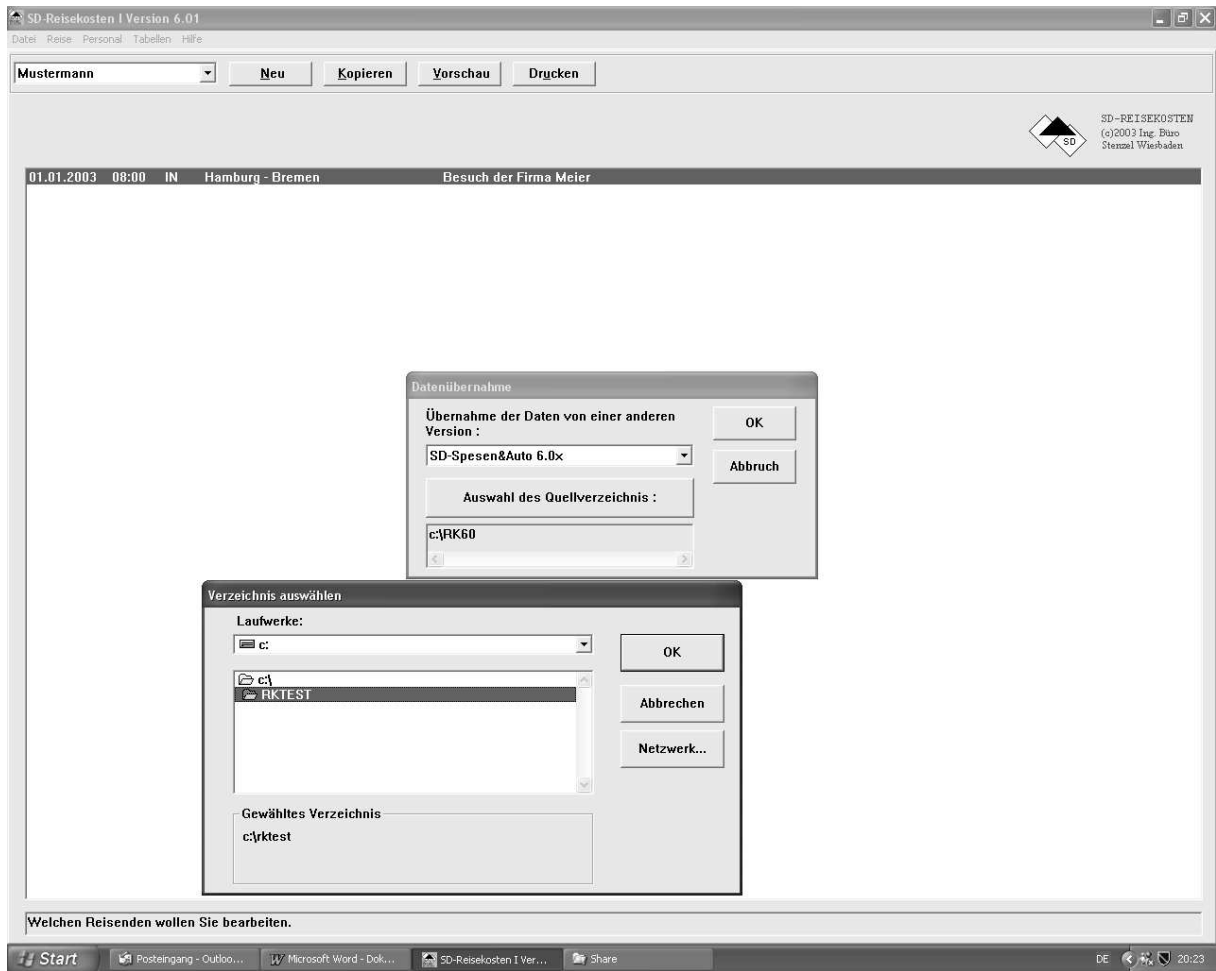 SD-Reisekosten I Version 6.01
Datei Reise Personal Tabellen Hilfe
Mustermann Neu Kopieren Vorschau Drucken
SD-REISEKOSTEN
(c)2003 Ing. Büro
Stenzel Wiesbaden
SD
01.01.2003 08:00 IN Hamburg - Bremen Besuch der Firma Meier
Datenübernahme
Übernahme der Daten von einer anderen
Version :
OK
SD-Spesen&Auto 6.0x
Abbruch
Auswahl des Quellverzeichnis :
c:\RK60
Verzeichnis auswählen
Laufwerke:
c:
OK
c:\
RKTEST
Abbrechen
Netzwerk...
Gewähltes Verzeichnis
c:\rktest
Welchen Reisenden wollen Sie bearbeiten.
Start Posteingang - Outloo... Microsoft Word - Dok... SD-Reisekosten I Ver... Share DE 20:23